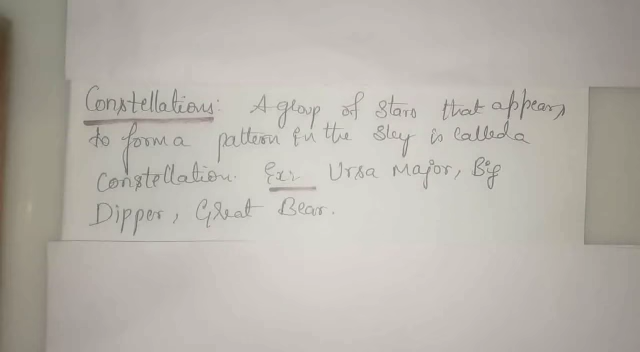 Constellations: A group of stars that appears
to form a pattern in the sky is called a
constellation. Ex:- Ursa Major, Big
Dipper, Great Bear.